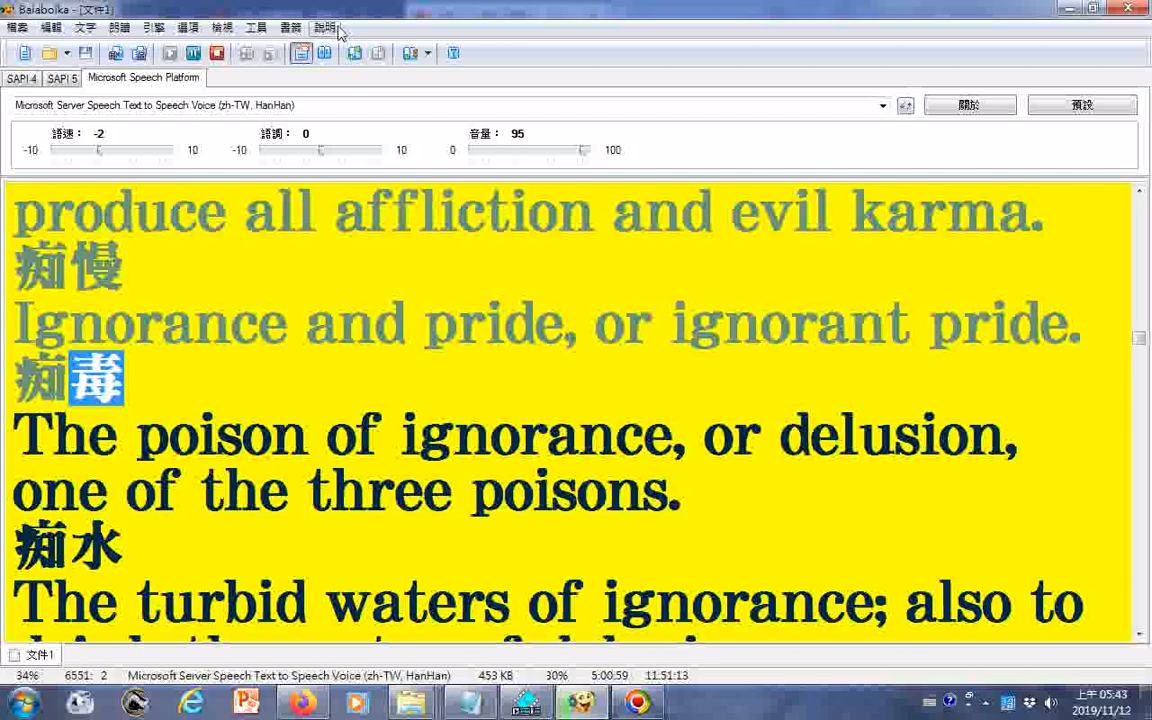 Balabolka - [文件1]
檔案 編輯 文字 朗讀 引擎 選項 檢視 工具 書籤 說明
SAPI 4 SAPI 5 Microsoft Speech Platform
Microsoft Server Speech Text to Speech Voice (zh-TW, HanHan) 關於 預設
語速： -2 語調： 0 音量： 95
-10 10 -10 10 0 100
produce all affliction and evil karma.
痴慢
Ignorance and pride, or ignorant pride.
痴毒
The poison of ignorance, or delusion,
one of the three poisons.
痴水
The turbid waters of ignorance; also to
文件1
34% 6551: 2 Microsoft Server Speech Text to Speech Voice (zh-TW, HanHan) 453 KB 30% 5:00:59 11:51:13
上午 05:43
2019/11/12